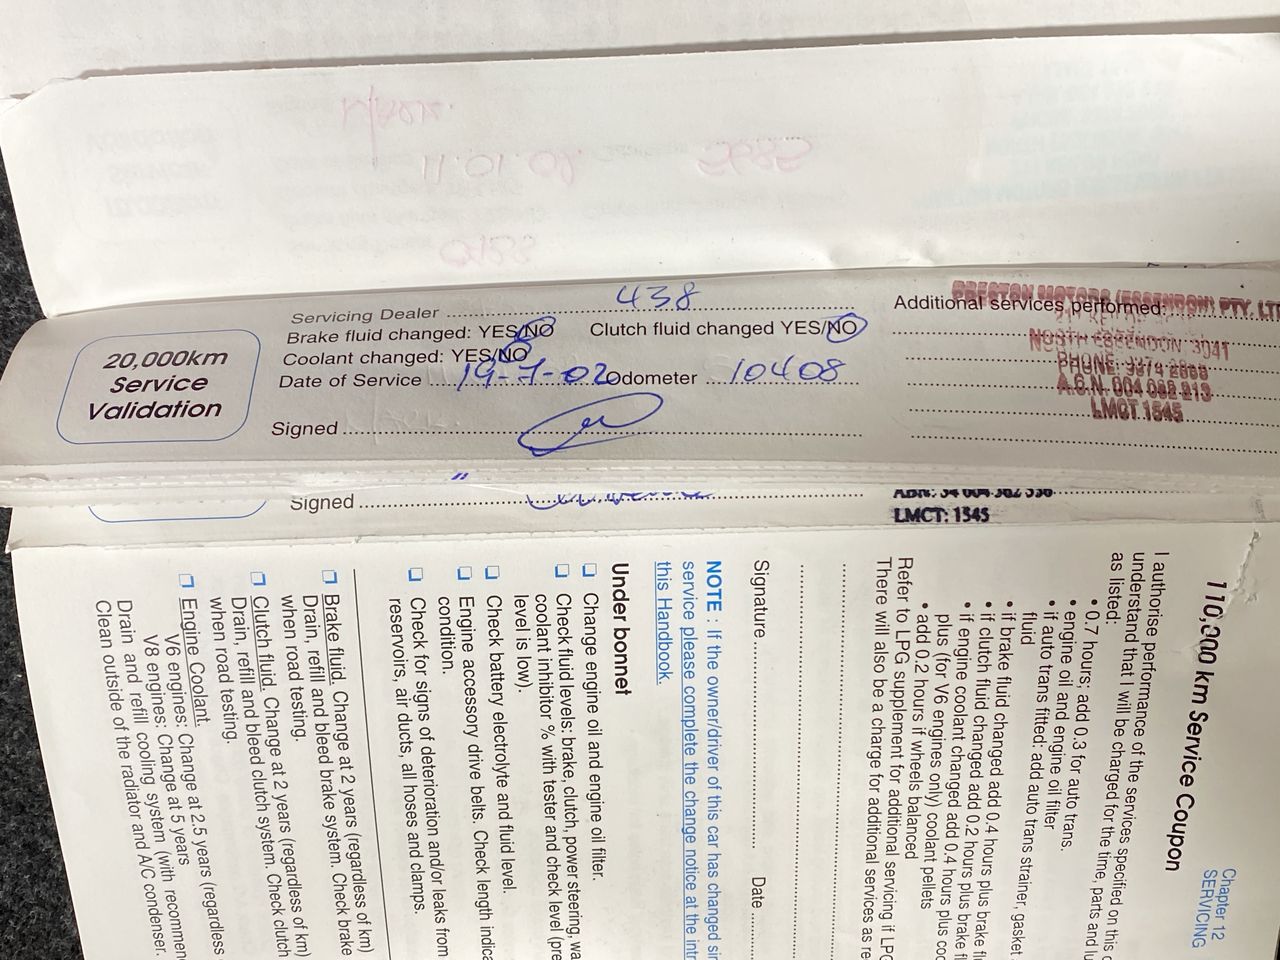 20,000km
Service
Validation
Servicing Dealer 438
Brake fluid changed: YES/NO Clutch fluid changed YES/NO
Coolant changed: YES/NO
Date of Service 19-7-02 Odometer 10408
Signed
Additional services performed:
PRESTON MOTORS (ESSENDON) PTY. LT
NORTH ESSENDON 3041
PHONE: 9374 2888
A.C.N. 004 092 213
LMCT 1545
Signed
LMCT: 1545
Chapter 12
SERVICING
110,000 km Service Coupon
I authorise performance of the services specified on this
understand that I will be charged for the time, parts and
as listed:
• 0.7 hours; add 0.3 for auto trans.
• engine oil and engine oil filter
• if auto trans fitted: add auto trans strainer, gasket
fluid
• if brake fluid changed add 0.4 hours plus brake
• if clutch fluid changed add 0.2 hours plus brake
• if engine coolant changed add 0.4 hours plus
plus (for V6 engines only) coolant pellets
• add 0.2 hours if wheels balanced
Refer to LPG supplement for additional servicing if LPG
There will also be a charge for additional services as
Signature Date
NOTE : If the owner/driver of this car has changed
service please complete the change notice at the
this Handbook.
Under bonnet
❑ Change engine oil and engine oil filter.
❑ Check fluid levels: brake, clutch, power steering,
coolant inhibitor % with tester and check level
level is low).
❑ Check battery electrolyte and fluid level.
❑ Engine accessory drive belts. Check length
condition.
❑ Check for signs of deterioration and/or leaks from
reservoirs, air ducts, all hoses and clamps.
❑ Brake fluid. Change at 2 years (regardless of km)
Drain, refill and bleed brake system. Check brake
when road testing.
❑ Clutch fluid. Change at 2 years (regardless of km)
Drain, refill and bleed clutch system. Check clutch
when road testing.
❑ Engine Coolant.
V6 engines: Change at 2.5 years (regardless
V8 engines: Change at 5 years
Drain and refill cooling system (with
Clean outside of the radiator and A/C condenser.